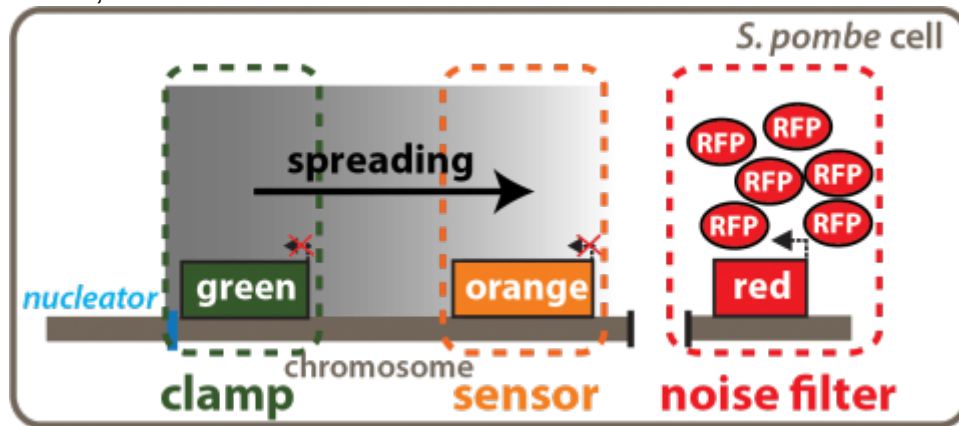 S. pombe cell
spreading
RFP
RFP
RFP
RFP
RFP
RFP
green
orange
red
nucleator
chromosome
clamp
sensor
noise filter